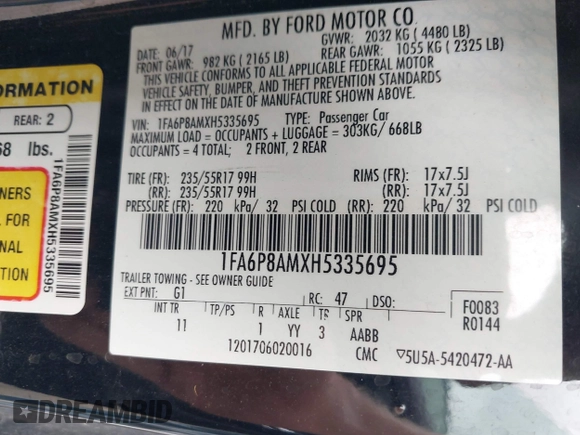 MFD. BY FORD MOTOR CO.
DATE: 06/17 GVWR: 2032 KG ( 4480 LB)
FRONT GAWR: 982 KG ( 2165 LB) REAR GAWR: 1055 KG ( 2325 LB)
THIS VEHICLE CONFORMS TO ALL APPLICABLE FEDERAL MOTOR
VEHICLE SAFETY, BUMPER, AND THEFT PREVENTION STANDARDS
IN EFFECT ON THE DATE OF MANUFACTURE SHOWN ABOVE.
VIN: 1FA6P8AMXH5335695 TYPE: Passenger Car
MAXIMUM LOAD = OCCUPANTS + LUGGAGE = 303KG/ 668LB
OCCUPANTS = 4 TOTAL; 2 FRONT, 2 REAR
TIRE (FR): 235/55R17 99H RIMS (FR): 17x7.5J
(RR): 235/55R17 99H (RR): 17x7.5J
PRESSURE (FR): 220 kPa/ 32 PSI COLD (RR): 220 kPa/ 32 PSI COLD
1FA6P8AMXH5335695
TRAILER TOWING - SEE OWNER GUIDE
EXT PNT: G1 RC: 47 DSO:
F0083
R0144
INT TR TP/PS R AXLE TR SPR
11 1 YY 3 AABB
1201706020016 CMC ▽5U5A-5420472-AA
ORMATION
REAR: 2
68 lbs.
1FA6P8AMXH5335695
NERS
L FOR
NAL
TION
DREAMBID